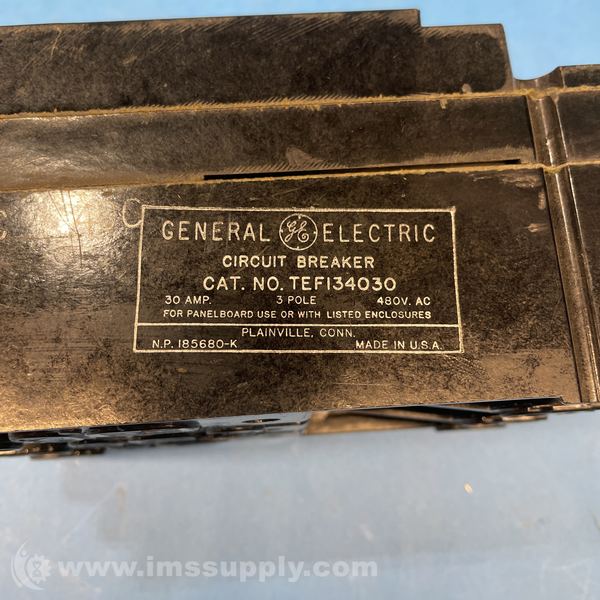 GENERAL GE ELECTRIC
CIRCUIT BREAKER
CAT. NO. TEF134030
30 AMP. 3 POLE 480V. AC
FOR PANELBOARD USE OR WITH LISTED ENCLOSURES
PLAINVILLE, CONN.
N.P. 185680-K MADE IN U.S.A.
www.imssupply.com